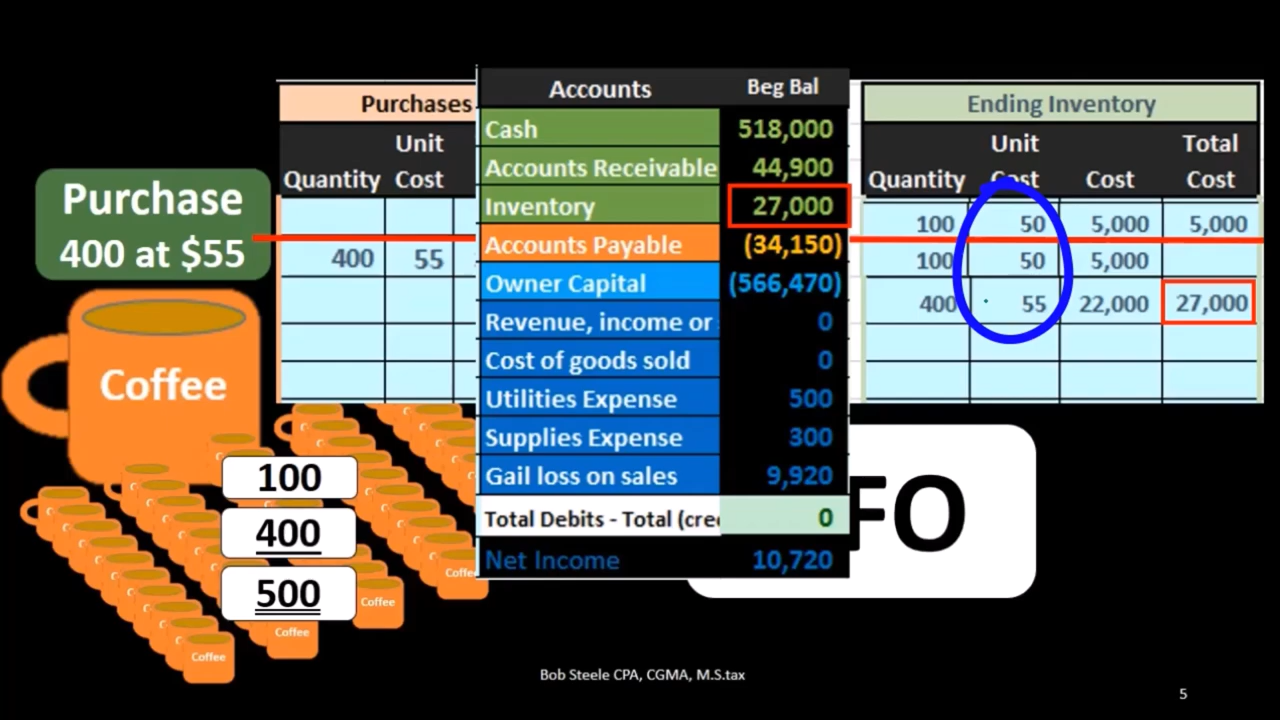 Purchase
400 at $55
Coffee
Purchases
Quantity Unit Cost
400 55
Accounts Beg Bal
Cash 518,000
Accounts Receivable 44,900
Inventory 27,000
Accounts Payable (34,150)
Owner Capital (566,470)
Revenue, income or 0
Cost of goods sold 0
Utilities Expense 500
Supplies Expense 300
Gail loss on sales 9,920
Total Debits - Total (cre 0
Net Income 10,720
Ending Inventory
Quantity Unit Cost Cost Total Cost
100 50 5,000 5,000
100 50 5,000
400 55 22,000 27,000
100
400
500
FO
Coffee
Coffee
Coffee
Coffee
Bob Steele CPA, CGMA, M.S.tax
5